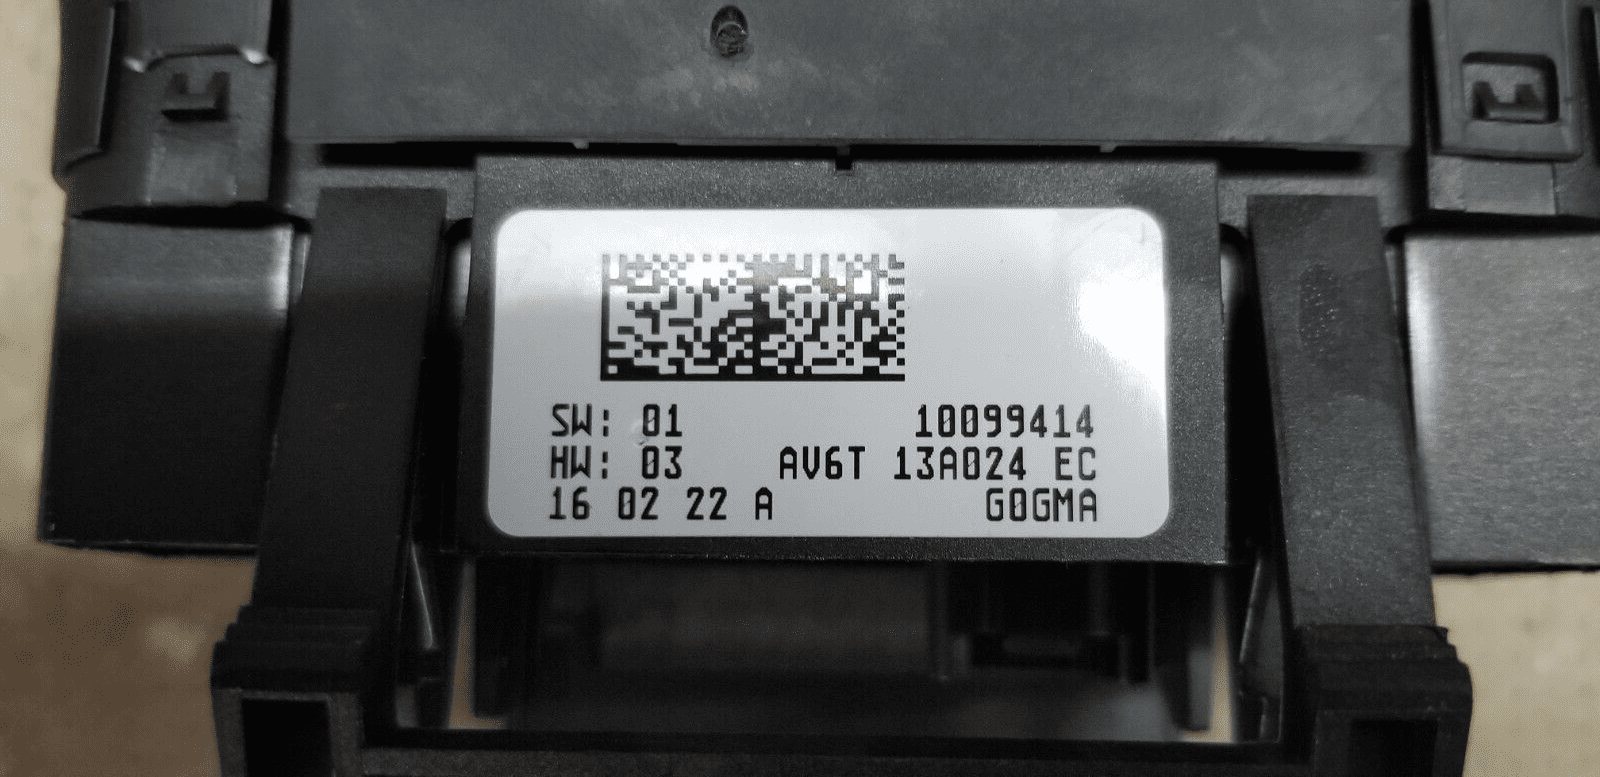 SW: 01 10099414
HW: 03 AV6T 13A024 EC
16 02 22 A G0GMA